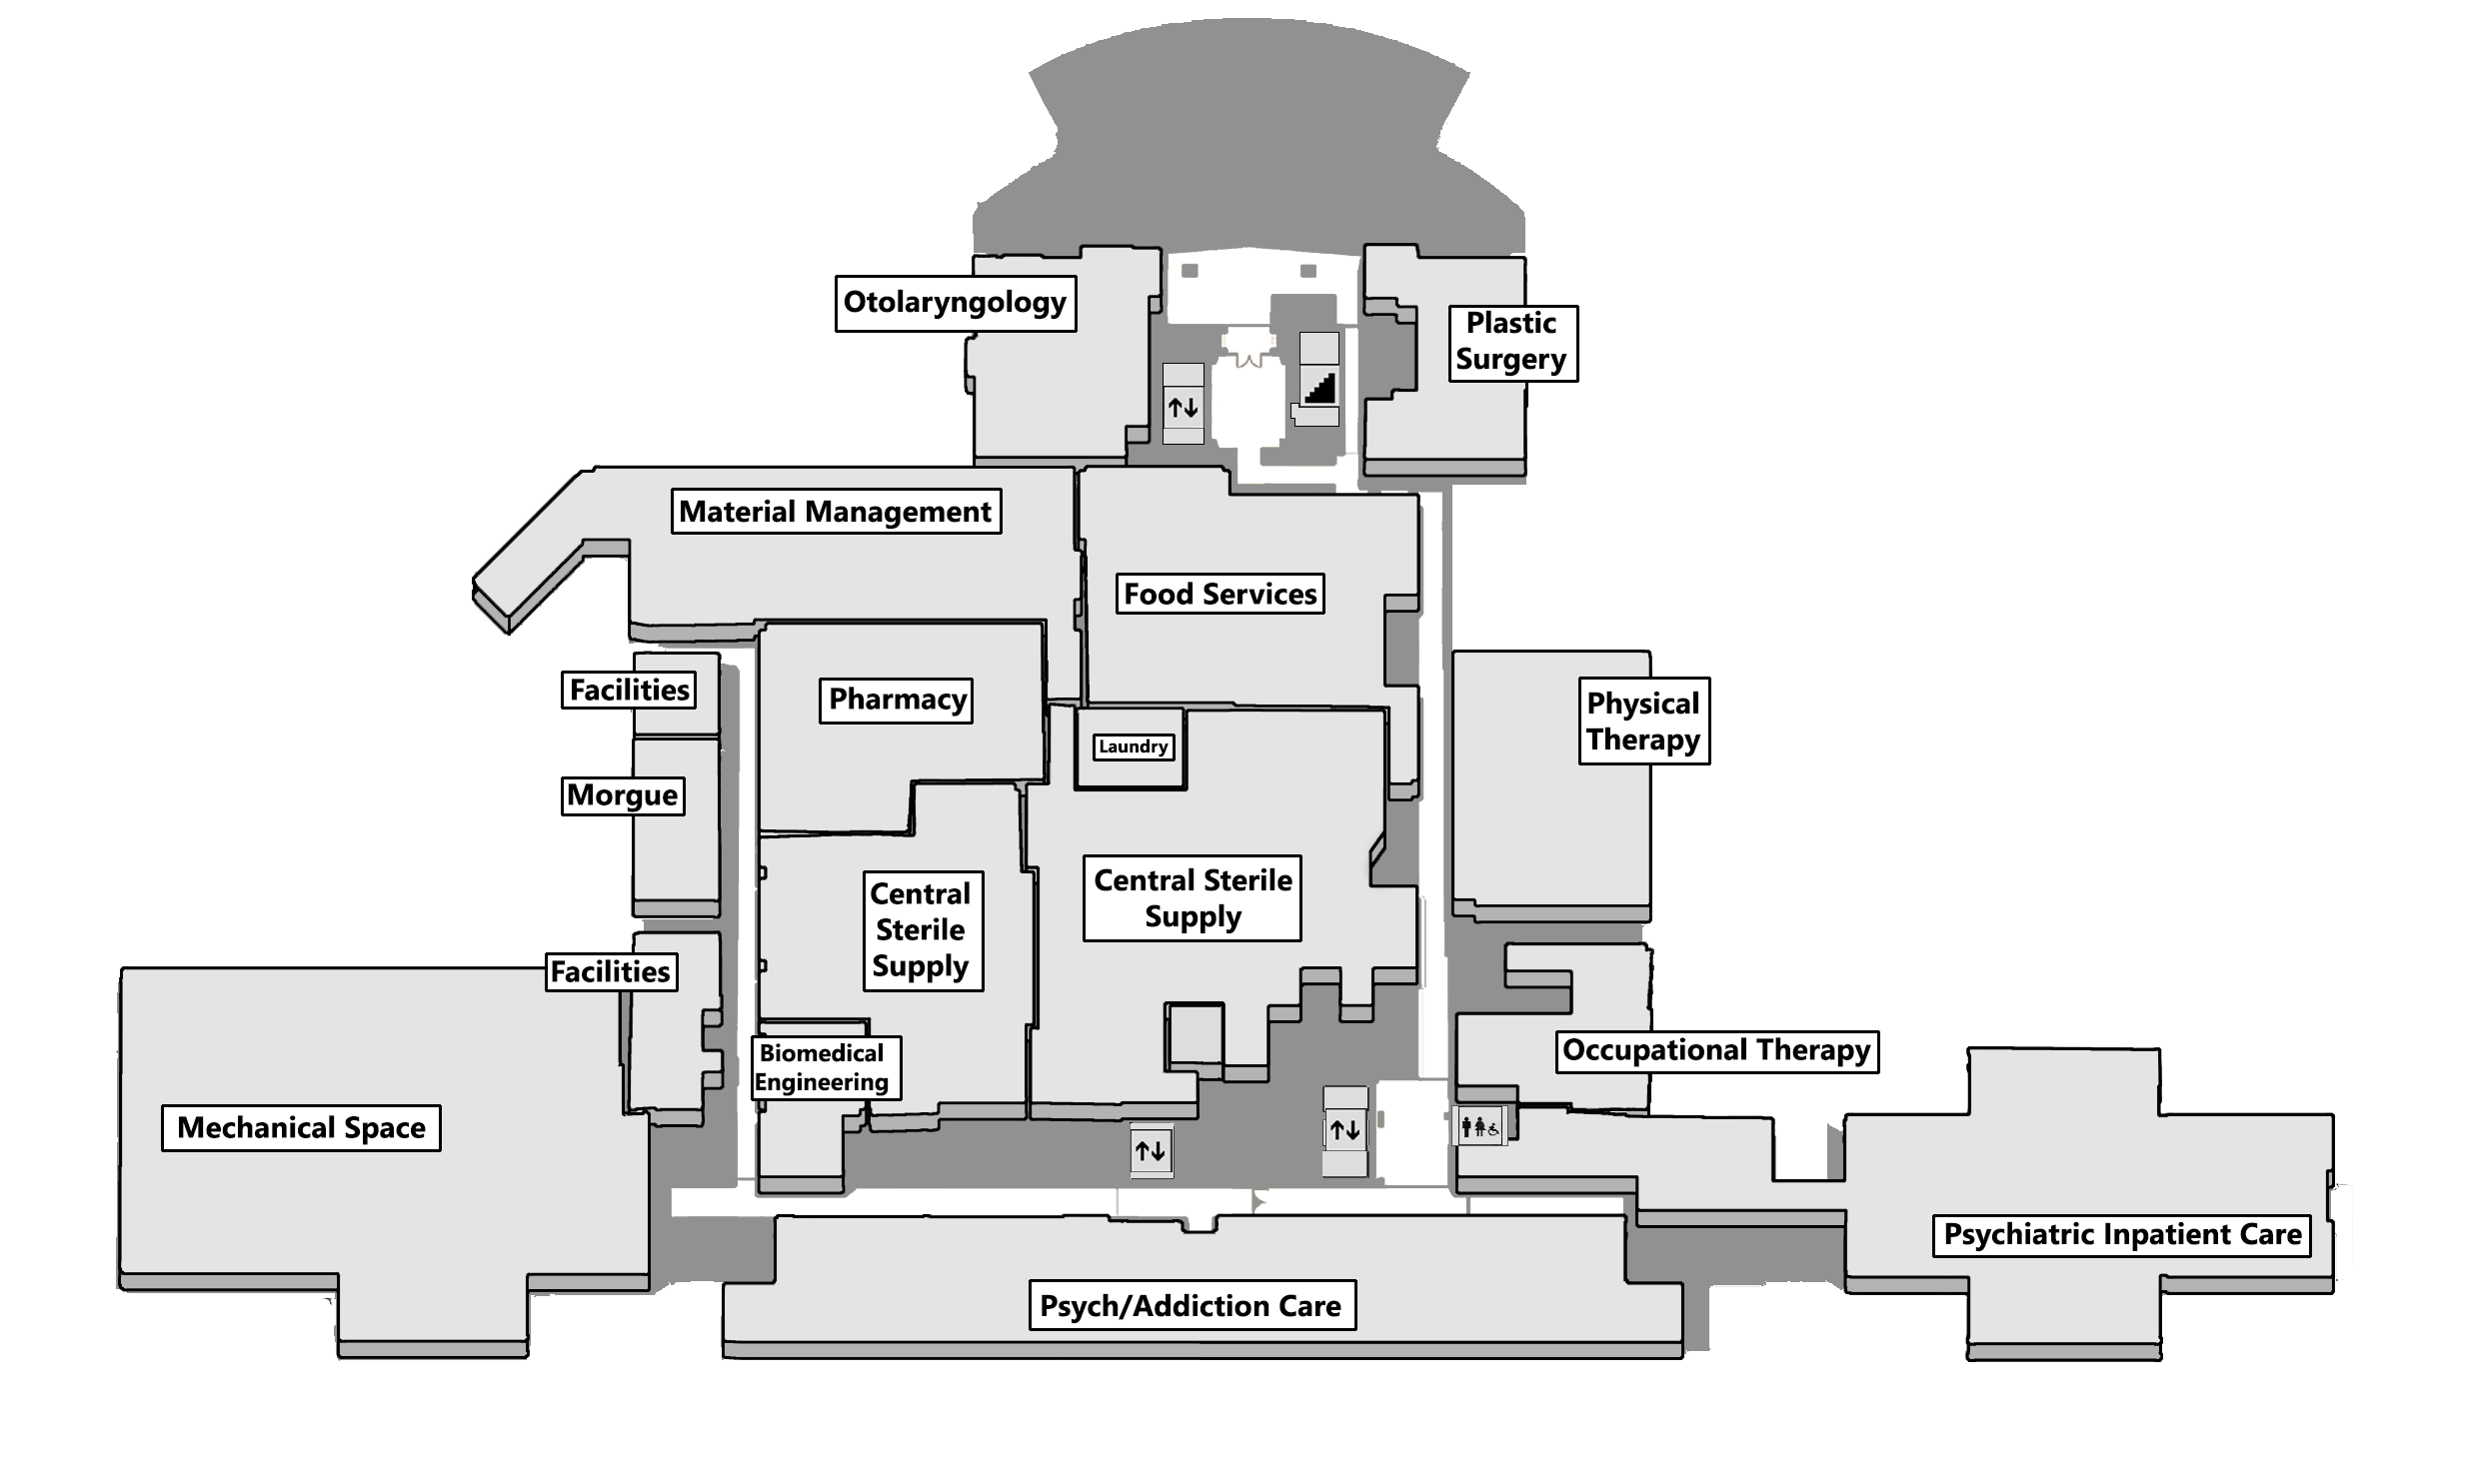 Otolaryngology
Plastic
Surgery
Material Management
Food Services
Facilities
Pharmacy
Physical
Therapy
Laundry
Morgue
Central
Sterile
Supply
Central Sterile
Supply
Facilities
Biomedical
Engineering
Occupational Therapy
Mechanical Space
Psychiatric Inpatient Care
Psych/Addiction Care